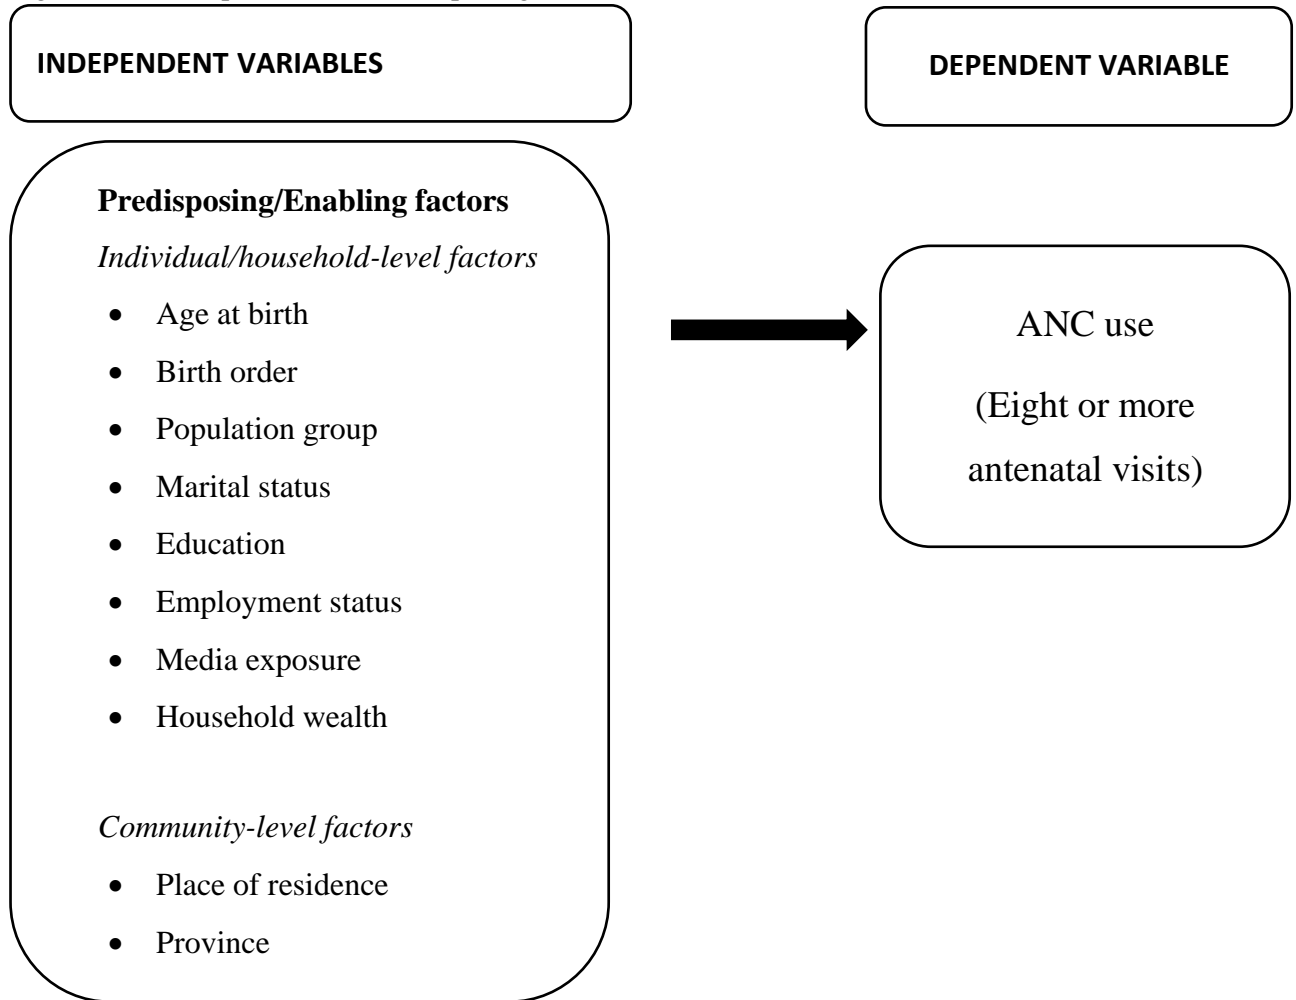 INDEPENDENT VARIABLES
DEPENDENT VARIABLE
Predisposing/Enabling factors
Individual/household-level factors
• Age at birth
• Birth order
• Population group
• Marital status
• Education
• Employment status
• Media exposure
• Household wealth
Community-level factors
• Place of residence
• Province
ANC use
(Eight or more
antenatal visits)